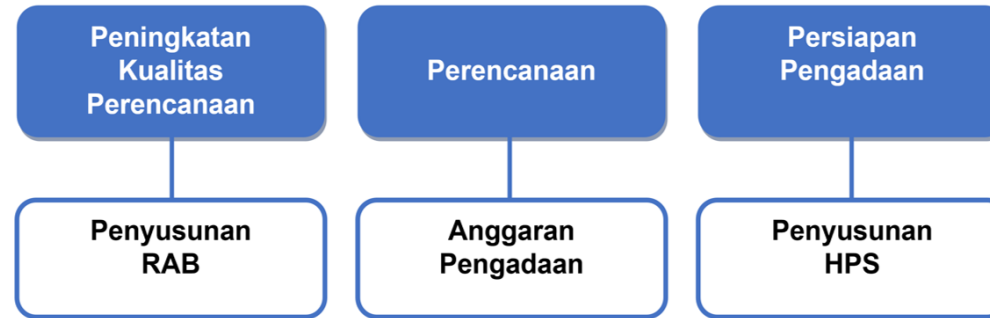 Peningkatan
Kualitas
Perencanaan
Perencanaan
Persiapan
Pengadaan
Penyusunan
RAB
Anggaran
Pengadaan
Penyusunan
HPS